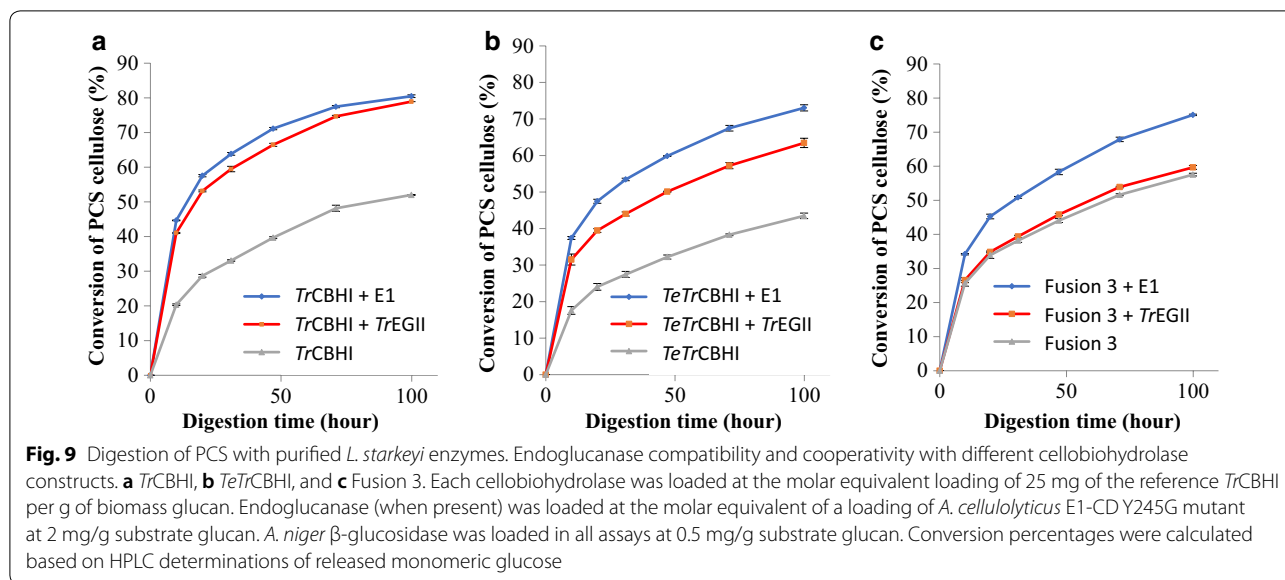 a
Conversion of PCS cellulose (%)
90
80
70
60
50
40
30
20
10
0
TrCBHI + E1
TrCBHI + TrEGII
TrCBHI
0 50 100
Digestion time (hour)
b
Conversion of PCS cellulose (%)
90
80
70
60
50
40
30
20
10
0
TeTrCBHI + E1
TeTrCBHI + TrEGII
TeTrCBHI
0 50 100
Digestion time (hour)
c
Conversion of PCS cellulose (%)
90
80
70
60
50
40
30
20
10
0
Fusion 3 + E1
Fusion 3 + TrEGII
Fusion 3
0 50 100
Digestion time (hour)
Fig. 9 Digestion of PCS with purified L. starkeyi enzymes. Endoglucanase compatibility and cooperativity with different cellobiohydrolase
constructs. a TrCBHI, b TeTrCBHI, and c Fusion 3. Each cellobiohydrolase was loaded at the molar equivalent loading of 25 mg of the reference TrCBHI
per g of biomass glucan. Endoglucanase (when present) was loaded at the molar equivalent of a loading of A. cellulolyticus E1-CD Y245G mutant
at 2 mg/g substrate glucan. A. niger β-glucosidase was loaded in all assays at 0.5 mg/g substrate glucan. Conversion percentages were calculated
based on HPLC determinations of released monomeric glucose